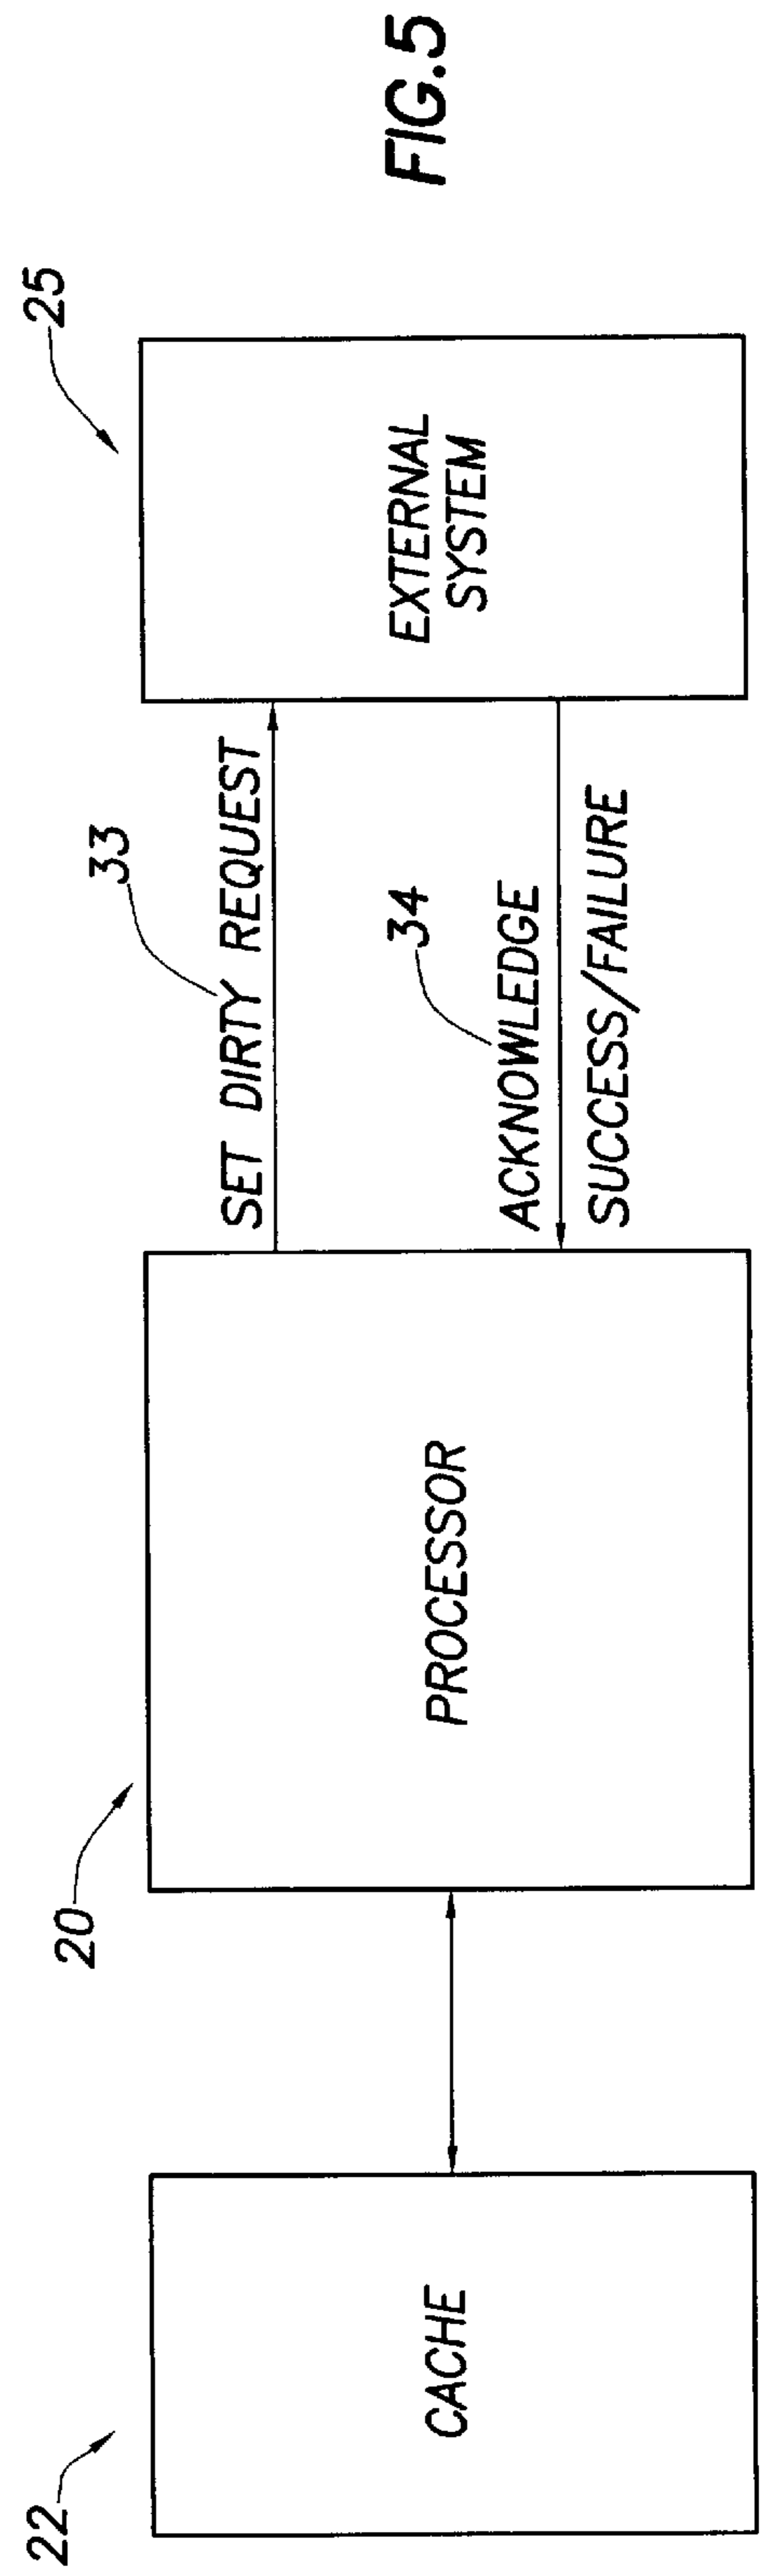 22
CACHE
20
PROCESSOR
33
SET DIRTY REQUEST
34
ACKNOWLEDGE
SUCCESS/FAILURE
25
EXTERNAL
SYSTEM
FIG.5